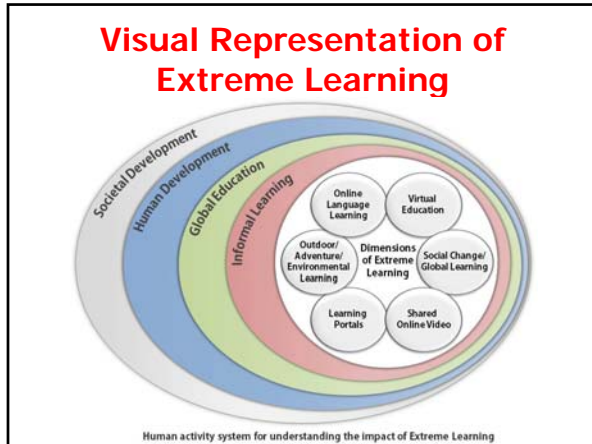 Visual Representation of
Extreme Learning
Societal Development
Human Development
Global Education
Informal Learning
Online
Language
Learning
Virtual
Education
Outdoor/
Adventure/
Environmental
Learning
Dimensions
of Extreme
Learning
Social Change/
Global Learning
Learning
Portals
Shared
Online Video
Human activity system for understanding the impact of Extreme Learning